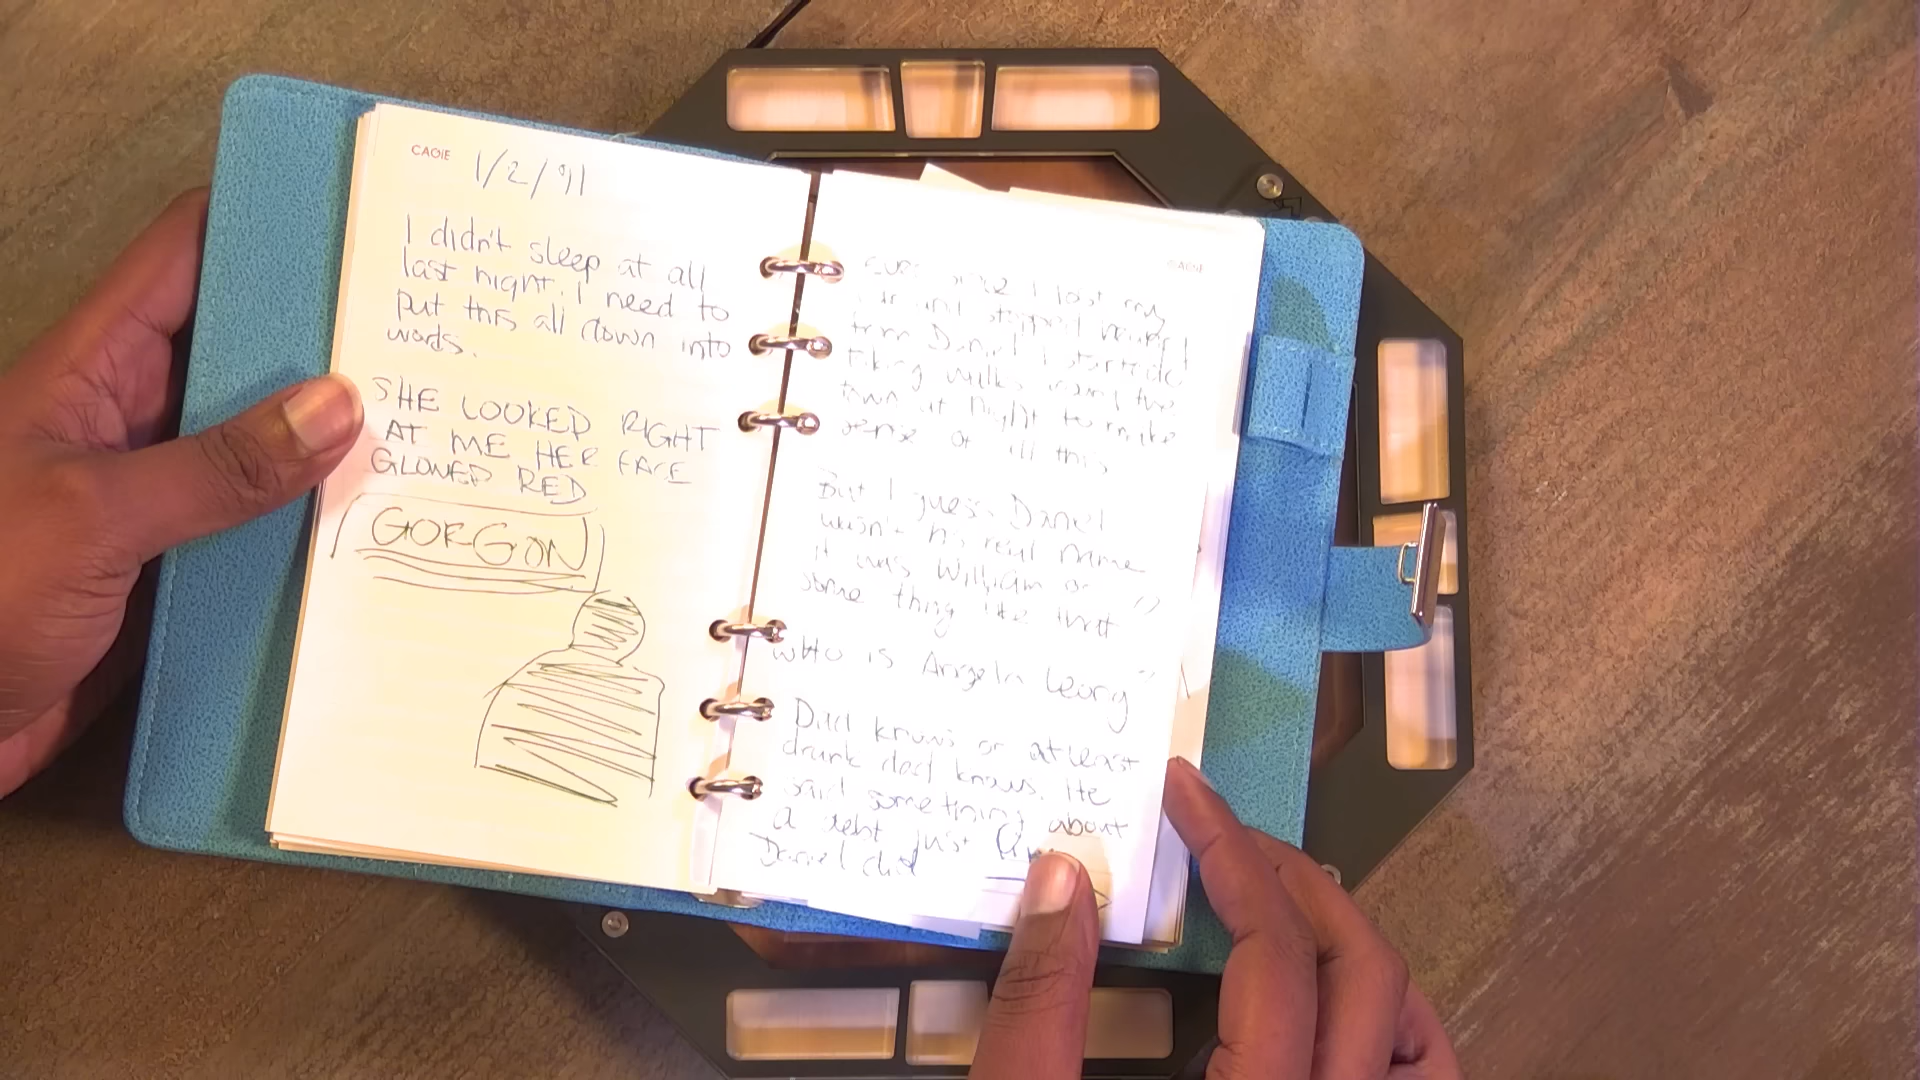 CAGIE
1/2/91
I didn't sleep at all
last night. I need to
put this all down into
words.
SHE LOOKED RIGHT
AT ME HER FACE
GLOWED RED
GORGON
CAGIE
since I lost my
and stopped
from Daniel I started
taking walks around the
town at night to make
sense of all this
But I guess Daniel
wasn't his real name
it was William or
some thing like that
WHO IS Angela Leong
Dad knows or at least
drunk dad knows. He
said something about
a debt just
Daniel did